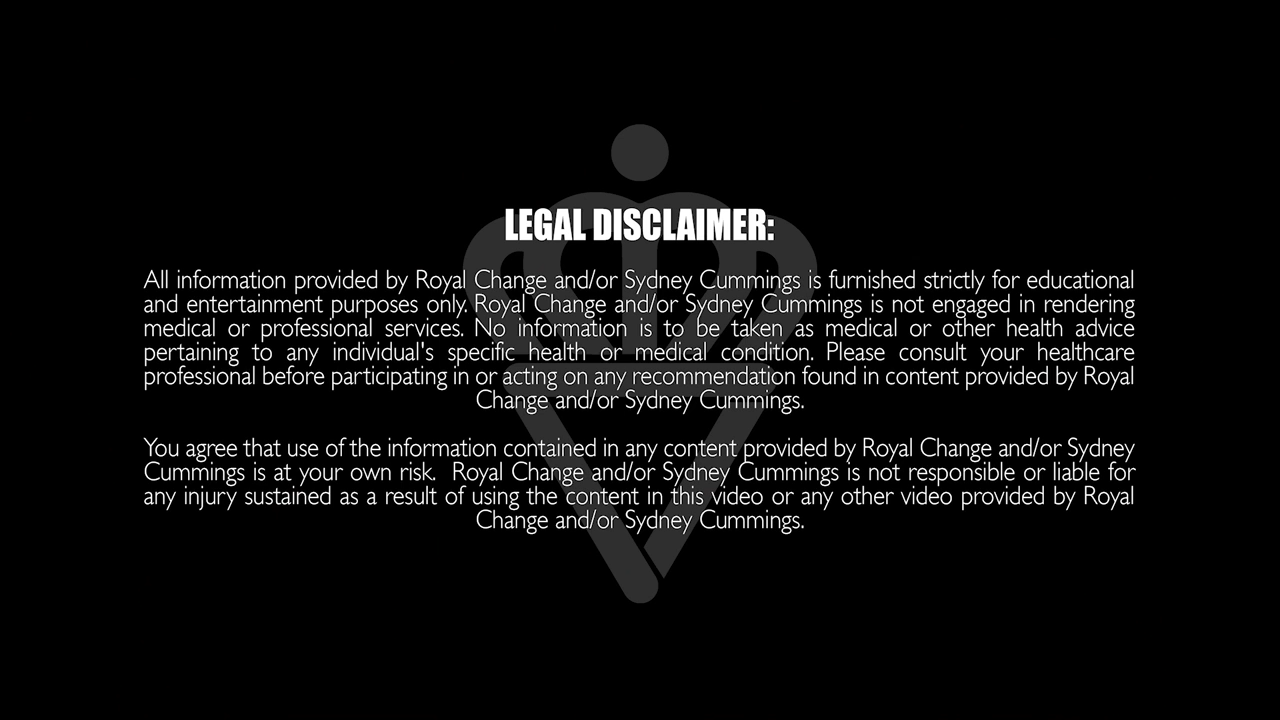 LEGAL DISCLAIMER:
All information provided by Royal Change and/or Sydney Cummings is furnished strictly for educational
and entertainment purposes only. Royal Change and/or Sydney Cummings is not engaged in rendering
medical or professional services. No information is to be taken as medical or other health advice
pertaining to any individual's specific health or medical condition. Please consult your healthcare
professional before participating in or acting on any recommendation found in content provided by Royal
Change and/or Sydney Cummings.
You agree that use of the information contained in any content provided by Royal Change and/or Sydney
Cummings is at your own risk.  Royal Change and/or Sydney Cummings is not responsible or liable for
any injury sustained as a result of using the content in this video or any other video provided by Royal
Change and/or Sydney Cummings.